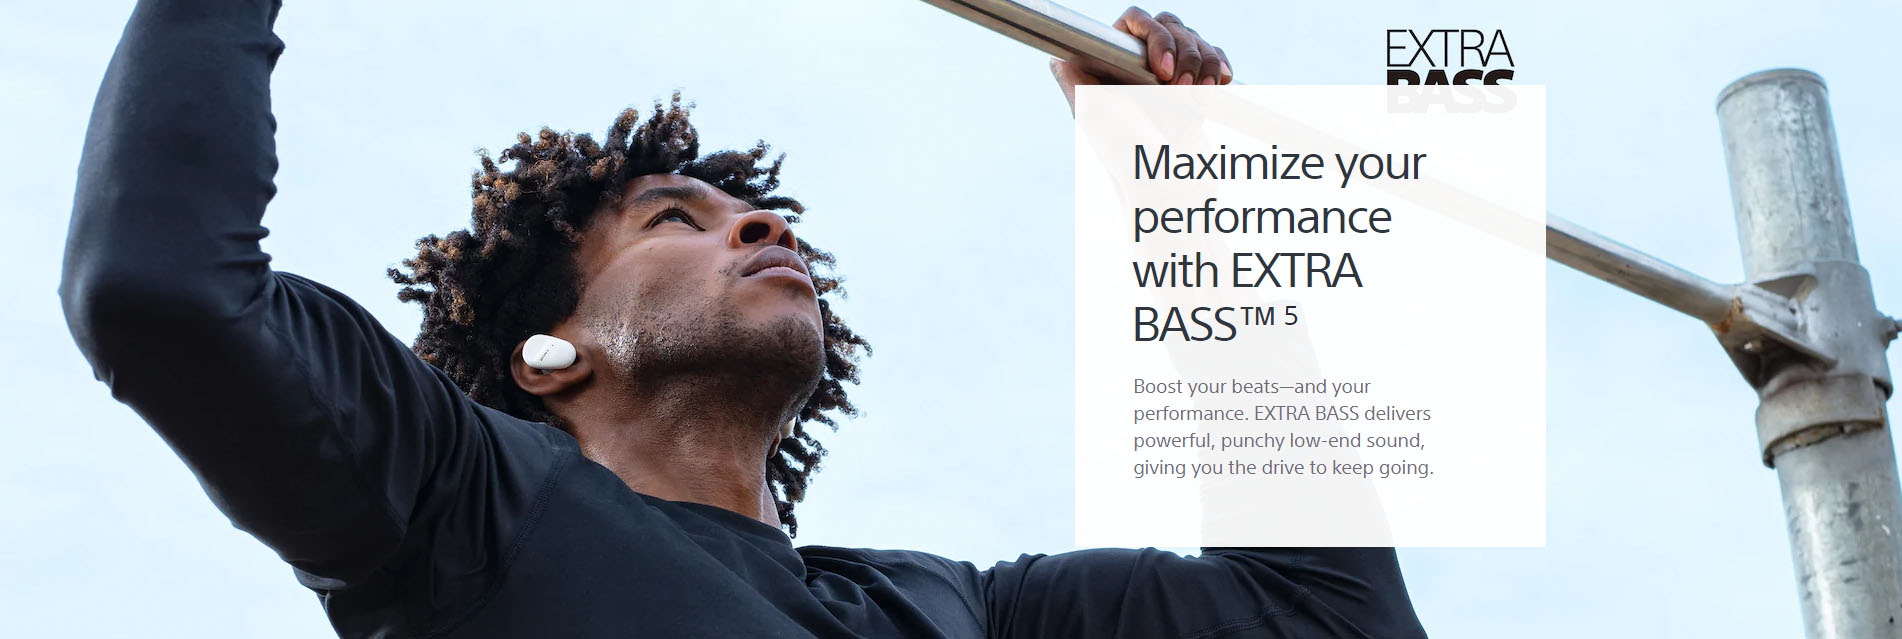 EXTRA
BASS
Maximize your
performance
with EXTRA
BASS™ 5
Boost your beats—and your
performance. EXTRA BASS delivers
powerful, punchy low-end sound,
giving you the drive to keep going.